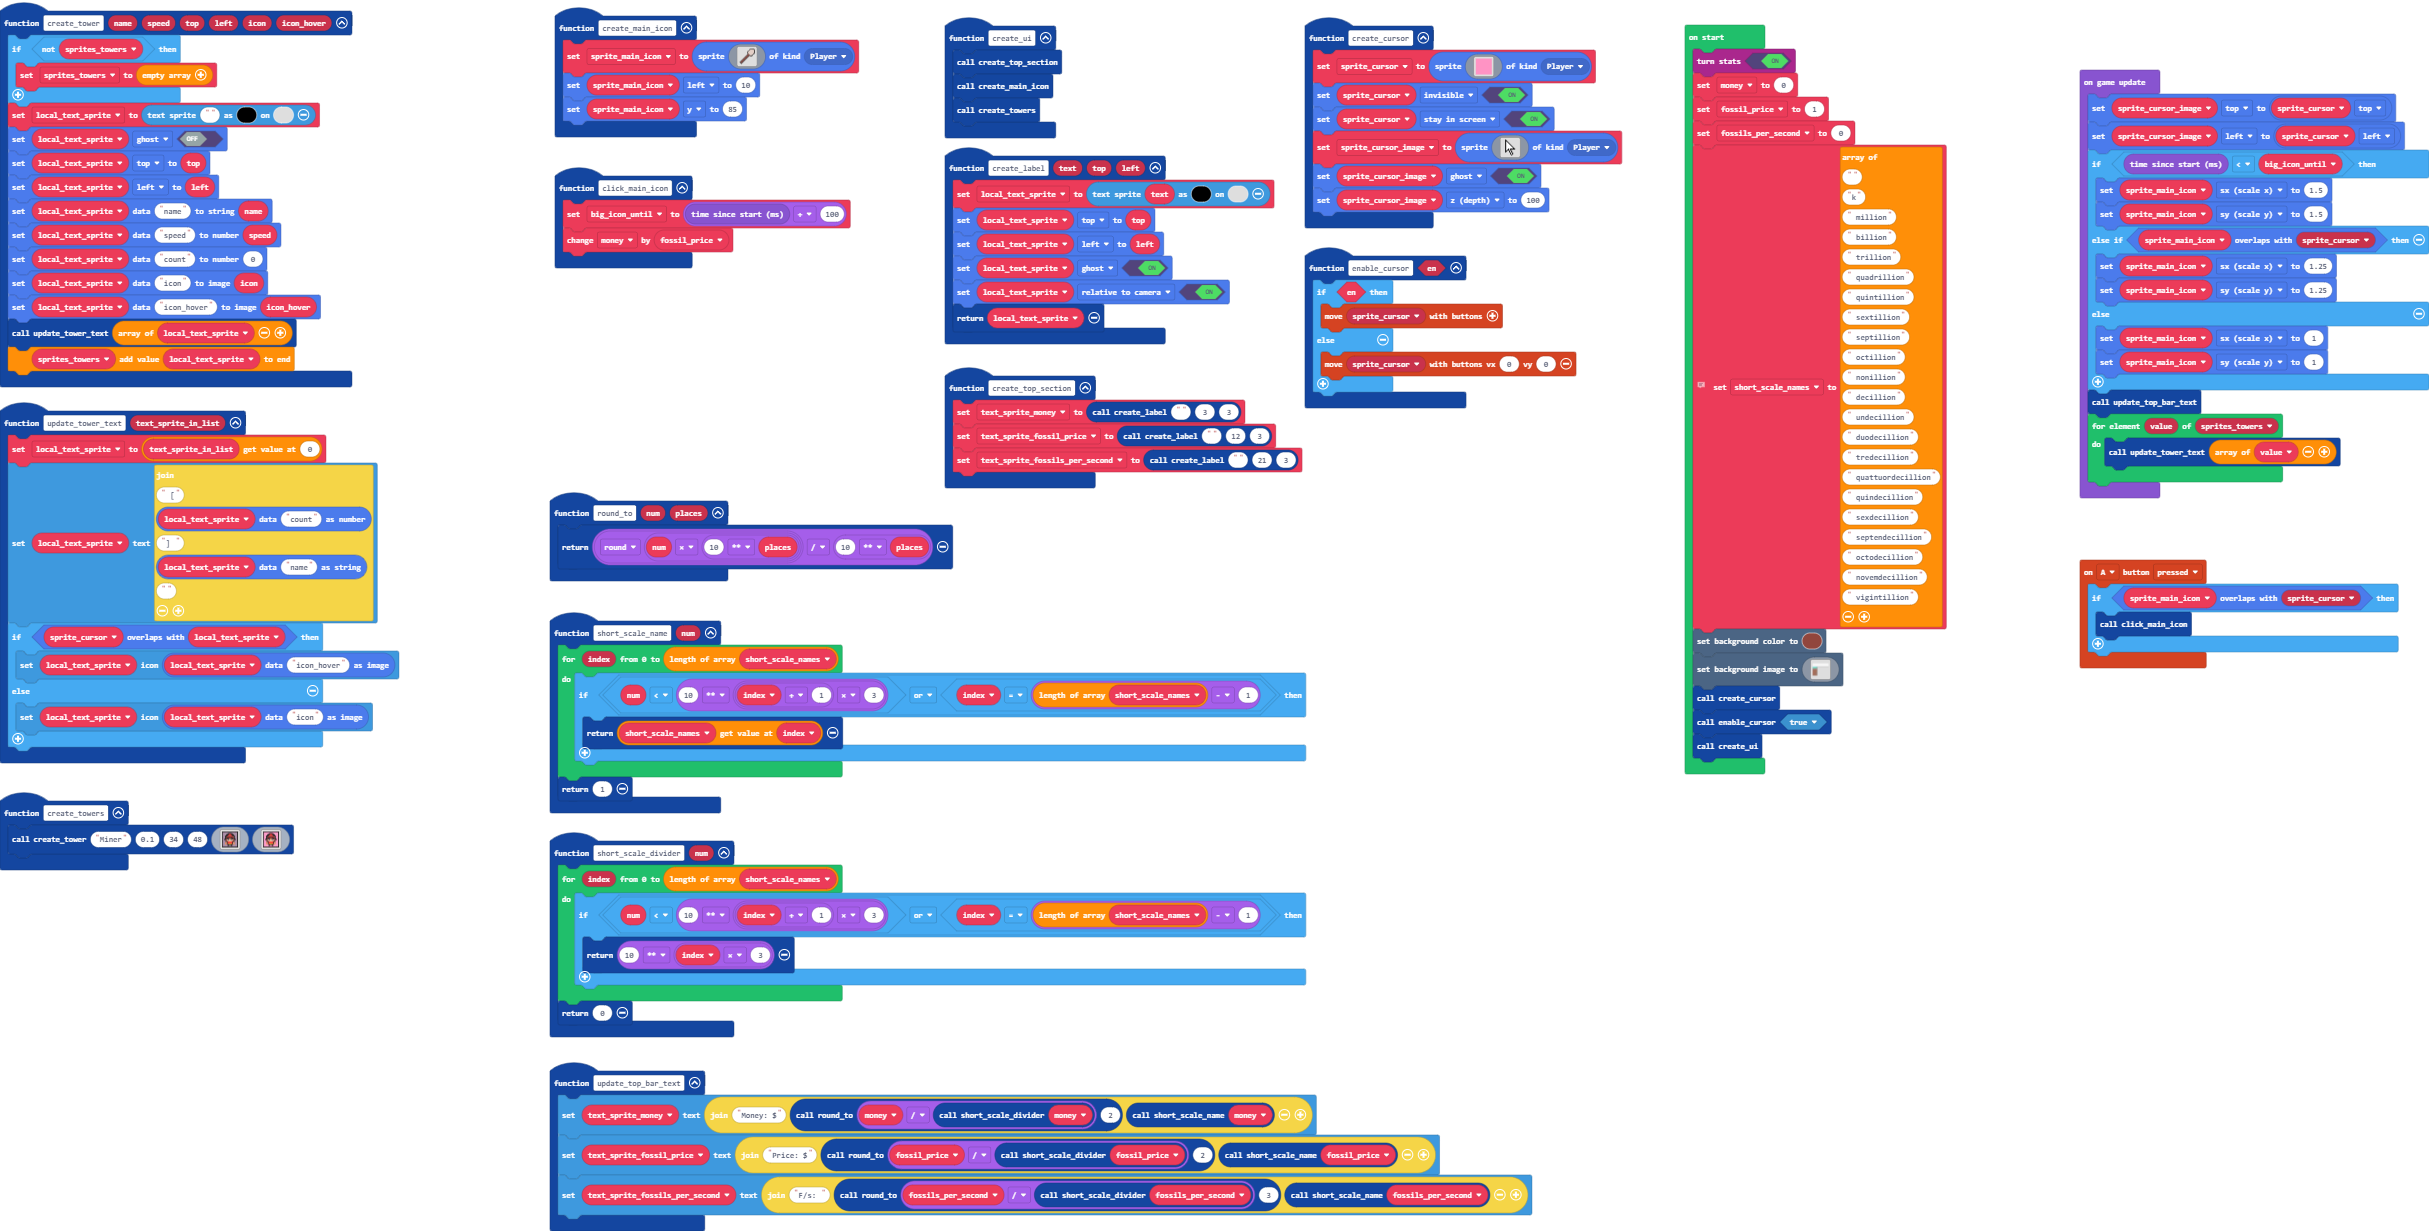 function create_tower name speed top left icon icon_hover
if not sprites_towers then
set sprites_towers to empty array
set local_text_sprite to text sprite "" as on
set local_text_sprite ghost OFF
set local_text_sprite top to top
set local_text_sprite left to left
set local_text_sprite data "name" to string name
set local_text_sprite data "speed" to number speed
set local_text_sprite data "count" to number 0
set local_text_sprite data "icon" to image icon
set local_text_sprite data "icon_hover" to image icon_hover
call update_tower_text array of local_text_sprite
sprites_towers add value local_text_sprite to end
function update_tower_text text_sprite_in_list
set local_text_sprite to text_sprite_in_list get value at 0
set local_text_sprite text
join
"["
local_text_sprite data "count" as number
"] "
local_text_sprite data "name" as string
""
if sprite_cursor overlaps with local_text_sprite then
set local_text_sprite icon local_text_sprite data "icon_hover" as image
else
set local_text_sprite icon local_text_sprite data "icon" as image
function create_towers
call create_tower "Miner" 0.1 34 48
function create_main_icon
set sprite_main_icon to sprite of kind Player
set sprite_main_icon left to 10
set sprite_main_icon y to 85
function click_main_icon
set big_icon_until to time since start (ms) + 100
change money by fossil_price
function create_ui
call create_top_section
call create_main_icon
call create_towers
function create_label text top left
set local_text_sprite to text sprite text as on
set local_text_sprite top to top
set local_text_sprite left to left
set local_text_sprite ghost ON
set local_text_sprite relative to camera ON
return local_text_sprite
function create_top_section
set text_sprite_money to call create_label "" 3 3
set text_sprite_fossil_price to call create_label "" 12 3
set text_sprite_fossils_per_second to call create_label "" 21 3
function round_to num places
return round num × 10 ** places / 10 ** places
function short_scale_name num
for index from 0 to length of array short_scale_names
do
if num < 10 ** index + 1 × 3 or index = length of array short_scale_names - 1 then
return short_scale_names get value at index
return 1
function short_scale_divider num
for index from 0 to length of array short_scale_names
do
if num < 10 ** index + 1 × 3 or index = length of array short_scale_names - 1 then
return 10 ** index × 3
return 0
function update_top_bar_text
set text_sprite_money text join "Money: $" call round_to money / call short_scale_divider money 2 call short_scale_name money
set text_sprite_fossil_price text join "Price: $" call round_to fossil_price / call short_scale_divider fossil_price 2 call short_scale_name fossil_price
set text_sprite_fossils_per_second text join "F/s: " call round_to fossils_per_second / call short_scale_divider fossils_per_second 3 call short_scale_name fossils_per_second
function create_cursor
set sprite_cursor to sprite of kind Player
set sprite_cursor invisible ON
set sprite_cursor stay in screen ON
set sprite_cursor_image to sprite of kind Player
set sprite_cursor_image ghost ON
set sprite_cursor_image z (depth) to 100
function enable_cursor en
if en then
move sprite_cursor with buttons
else
move sprite_cursor with buttons vx 0 vy 0
on start
turn stats ON
set money to 0
set fossil_price to 1
set fossils_per_second to 0
set short_scale_names to
array of
""
"k"
" million"
" billion"
" trillion"
" quadrillion"
" quintillion"
" sextillion"
" septillion"
" octillion"
" nonillion"
" decillion"
" undecillion"
" duodecillion"
" tredecillion"
" quattuordecillion"
" quindecillion"
" sexdecillion"
" septendecillion"
" octodecillion"
" novemdecillion"
" vigintillion"
set background color to
set background image to
call create_cursor
call enable_cursor true
call create_ui
on game update
set sprite_cursor_image top to sprite_cursor top
set sprite_cursor_image left to sprite_cursor left
if time since start (ms) < big_icon_until then
set sprite_main_icon sx (scale x) to 1.5
set sprite_main_icon sy (scale y) to 1.5
else if sprite_main_icon overlaps with sprite_cursor then
set sprite_main_icon sx (scale x) to 1.25
set sprite_main_icon sy (scale y) to 1.25
else
set sprite_main_icon sx (scale x) to 1
set sprite_main_icon sy (scale y) to 1
call update_top_bar_text
for element value of sprites_towers
do
call update_tower_text array of value
on A button pressed
if sprite_main_icon overlaps with sprite_cursor then
call click_main_icon